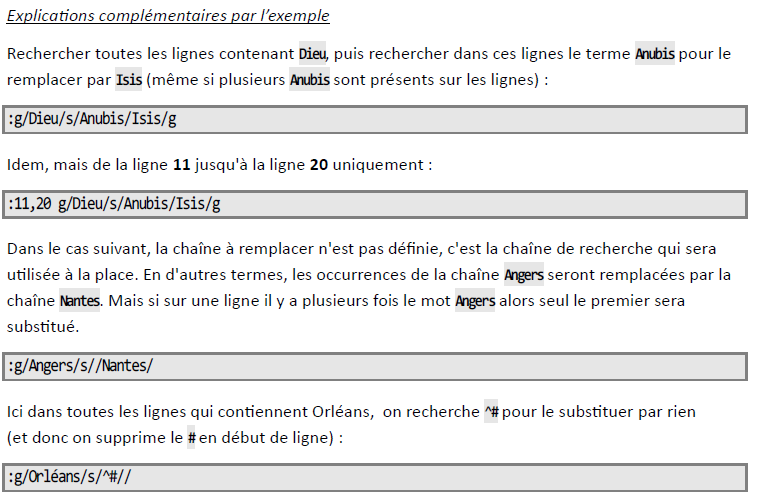 Explications complémentaires par l’exemple
Rechercher toutes les lignes contenant Dieu, puis rechercher dans ces lignes le terme Anubis pour le
remplacer par Isis (même si plusieurs Anubis sont présents sur les lignes) :
:g/Dieu/s/Anubis/Isis/g
Idem, mais de la ligne 11 jusqu'à la ligne 20 uniquement :
:11,20 g/Dieu/s/Anubis/Isis/g
Dans le cas suivant, la chaîne à remplacer n'est pas définie, c'est la chaîne de recherche qui sera
utilisée à la place. En d'autres termes, les occurrences de la chaîne Angers seront remplacées par la
chaîne Nantes. Mais si sur une ligne il y a plusieurs fois le mot Angers alors seul le premier sera
substitué.
:g/Angers/s//Nantes/
Ici dans toutes les lignes qui contiennent Orléans, on recherche ^# pour le substituer par rien
(et donc on supprime le # en début de ligne) :
:g/Orléans/s/^#//